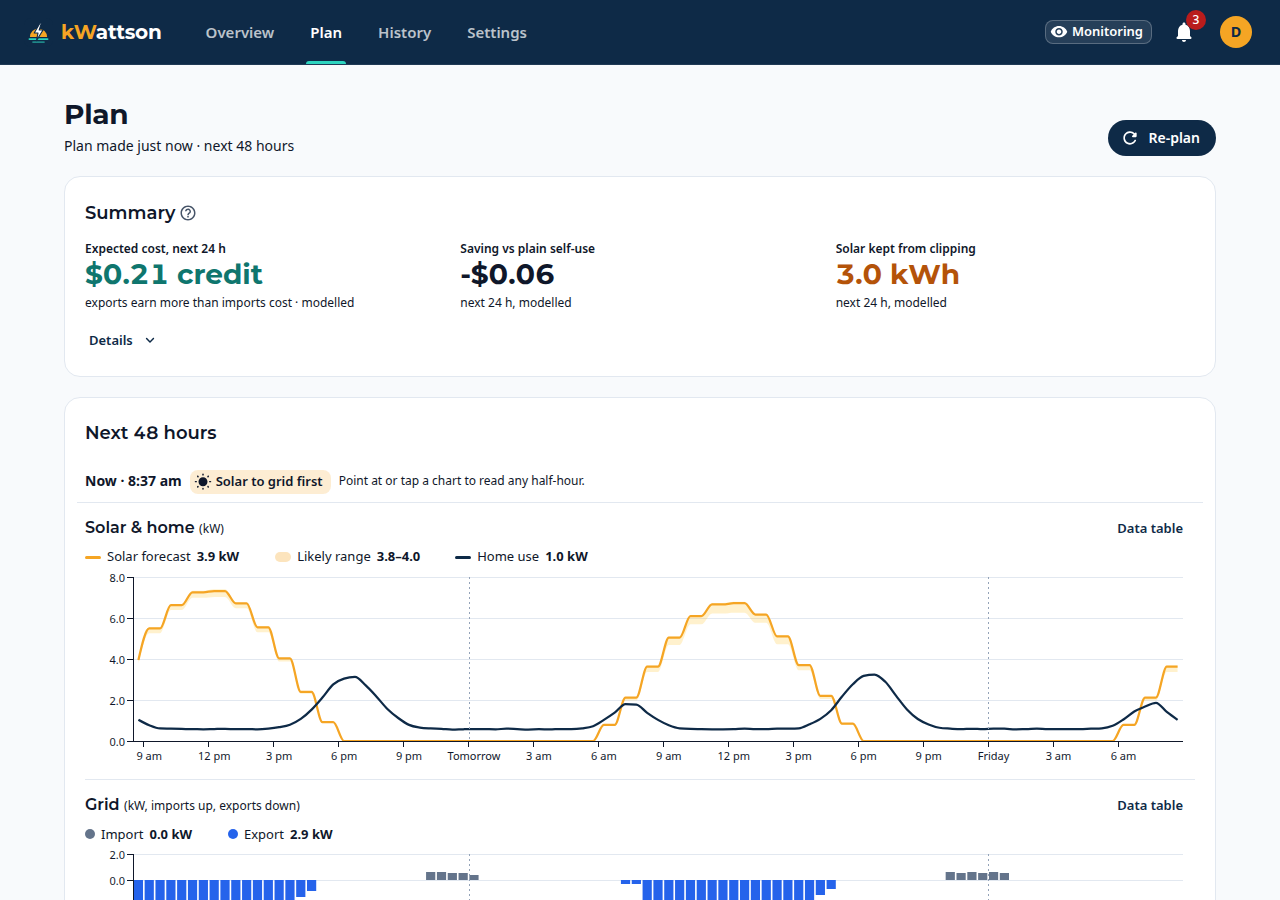 kWattson Overview Plan History Settings Monitoring 3 D
Plan
Plan made just now · next 48 hours
Re-plan
Summary
Expected cost, next 24 h
$0.21 credit
exports earn more than imports cost · modelled
Saving vs plain self-use
-$0.06
next 24 h, modelled
Solar kept from clipping
3.0 kWh
next 24 h, modelled
Details
Next 48 hours
Now · 8:37 am Solar to grid first Point at or tap a chart to read any half-hour.
Solar & home (kW) Data table
Solar forecast 3.9 kW Likely range 3.8–4.0 Home use 1.0 kW
8.0
6.0
4.0
2.0
0.0
9 am 12 pm 3 pm 6 pm 9 pm Tomorrow 3 am 6 am 9 am 12 pm 3 pm 6 pm 9 pm Friday 3 am 6 am
Grid (kW, imports up, exports down) Data table
Import 0.0 kW Export 2.9 kW
2.0
0.0